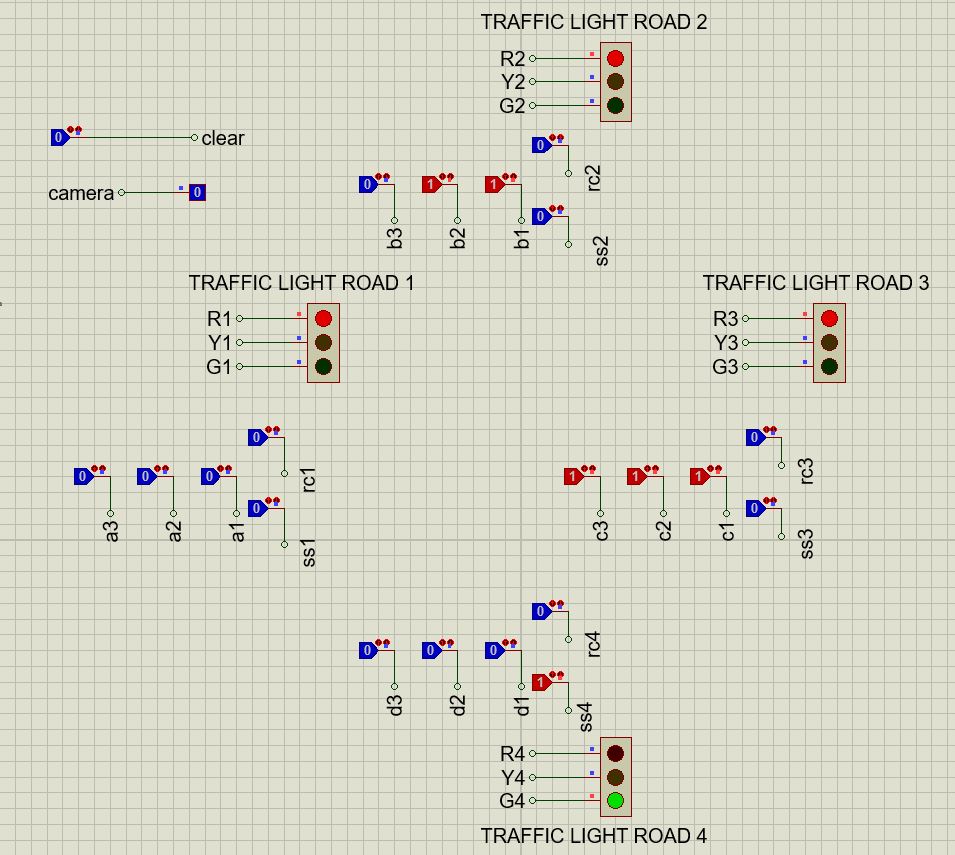 TRAFFIC LIGHT ROAD 2
R2
Y2
G2
0 clear
camera 0
0 rc2
0 b3
1 b2
1 b1
0 ss2
TRAFFIC LIGHT ROAD 1
R1
Y1
G1
TRAFFIC LIGHT ROAD 3
R3
Y3
G3
0 rc1
0 a3
0 a2
0 a1
0 ss1
0 rc3
1 c3
1 c2
1 c1
0 ss3
0 rc4
0 d3
0 d2
0 d1
1 ss4
R4
Y4
G4
TRAFFIC LIGHT ROAD 4